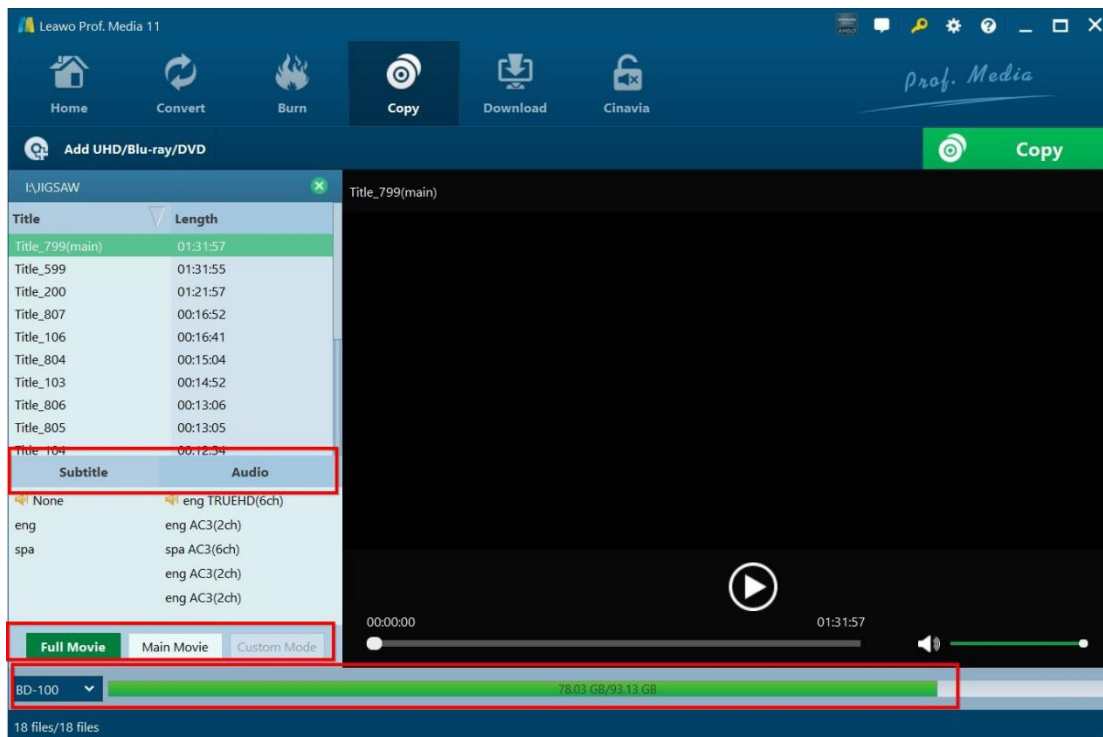 Leawo Prof. Media 11
Home Convert Burn Copy Download Cinavia
Prof. Media
Add UHD/Blu-ray/DVD
Copy
I:\JIGSAW
Title_799(main)
Title Length
Title_799(main) 01:31:57
Title_599 01:31:55
Title_200 01:21:57
Title_807 00:16:52
Title_106 00:16:41
Title_804 00:15:04
Title_103 00:14:52
Title_806 00:13:06
Title_805 00:13:05
Title_104 00:12:54
Subtitle Audio
None eng TRUEHD(6ch)
eng eng AC3(2ch)
spa spa AC3(6ch)
eng AC3(2ch)
eng AC3(2ch)
00:00:00 01:31:57
Full Movie Main Movie Custom Mode
BD-100 78.03 GB/93.13 GB
18 files/18 files